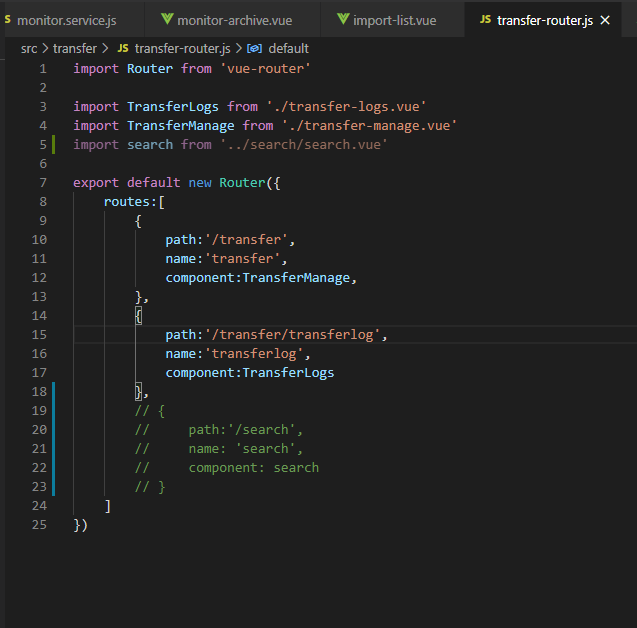 JS monitor.service.js monitor-archive.vue import-list.vue JS transfer-router.js ×
src > transfer > JS transfer-router.js > default
1 import Router from 'vue-router'
2
3 import TransferLogs from './transfer-logs.vue'
4 import TransferManage from './transfer-manage.vue'
5 import search from '../search/search.vue'
6
7 export default new Router({
8 routes:[
9 {
10 path:'/transfer',
11 name:'transfer',
12 component:TransferManage,
13 },
14 {
15 path:'/transfer/transferlog',
16 name:'transferlog',
17 component:TransferLogs
18 },
19 // {
20 // path:'/search',
21 // name: 'search',
22 // component: search
23 // }
24 ]
25 })